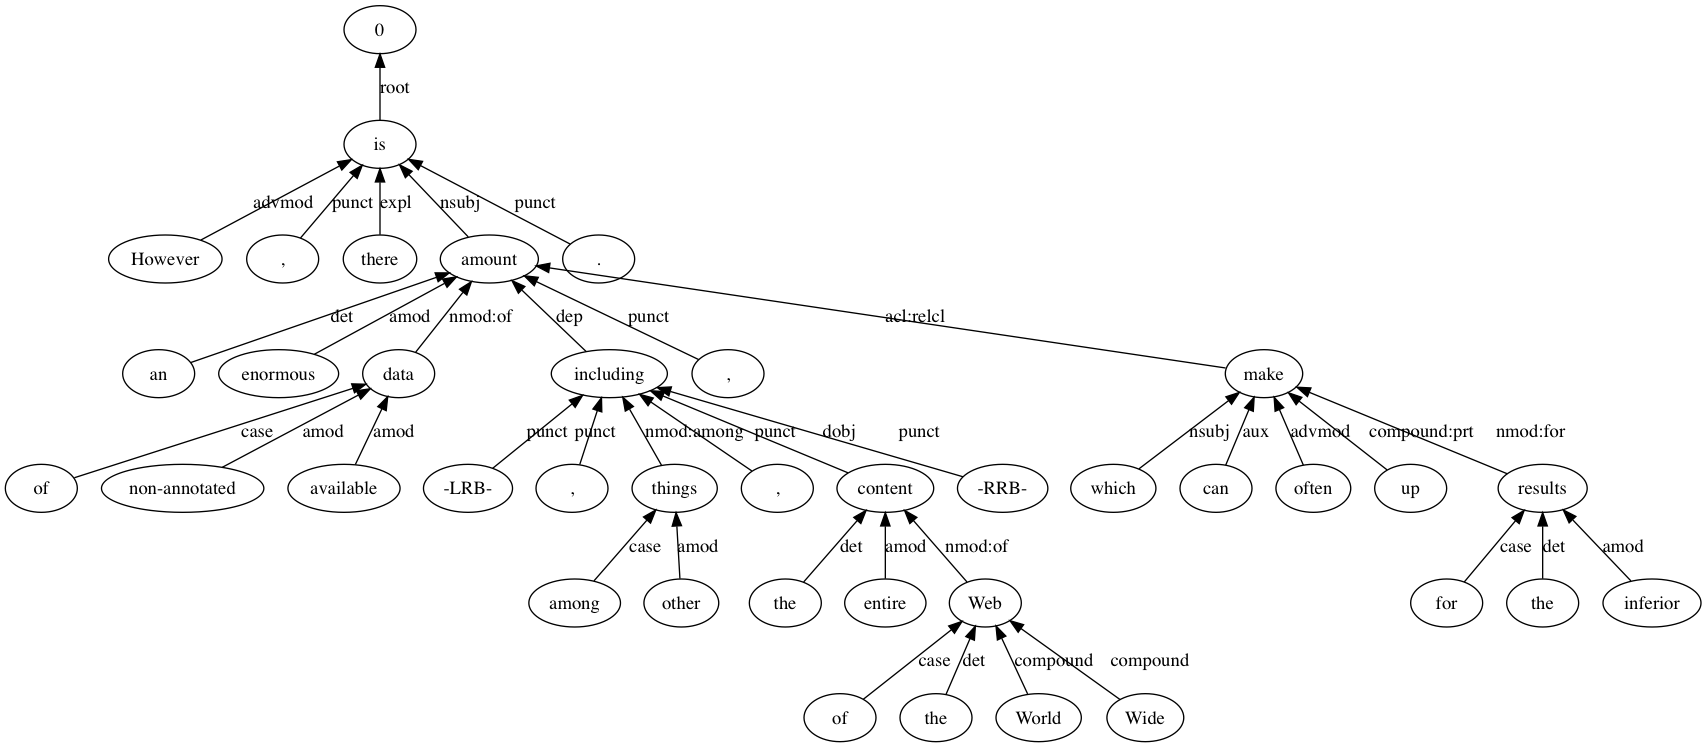 0
root
is
advmod punct expl nsubj punct
However , there amount .
det amod nmod:of dep punct acl:relcl
an enormous data including , make
case amod amod punct punct nmod:among punct dobj punct nsubj aux advmod compound:prt nmod:for
of non-annotated available -LRB- , things , content -RRB- which can often up results
case amod det amod nmod:of case det amod
among other the entire Web for the inferior
case det compound compound
of the World Wide